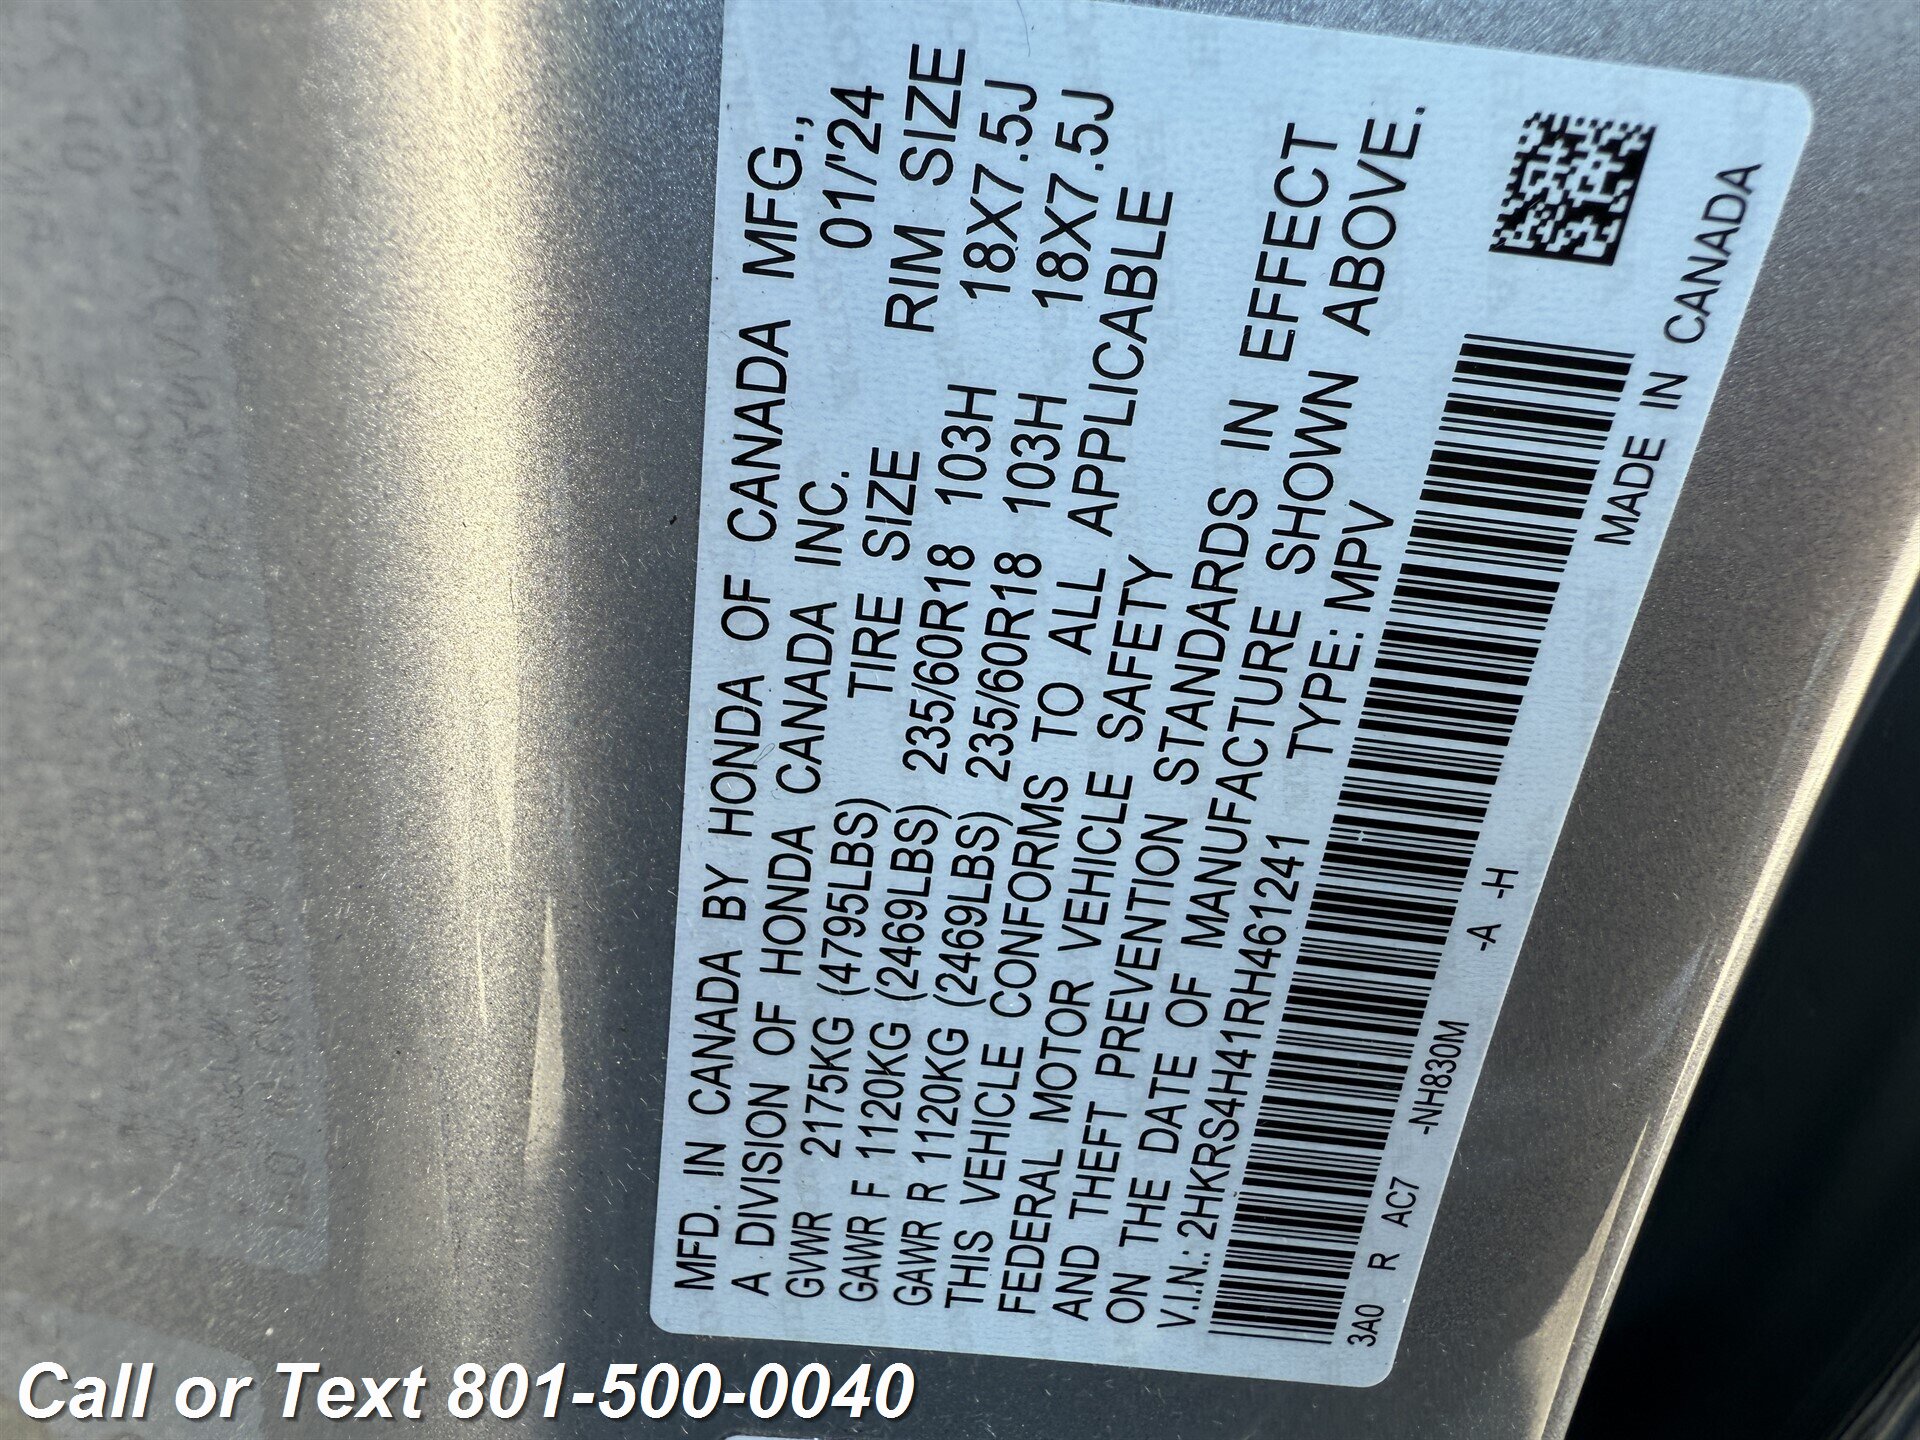 MFD. IN CANADA BY HONDA OF CANADA MFG.,
A DIVISION OF HONDA CANADA INC. 01/'24
GVWR 2175KG (4795LBS) TIRE SIZE RIM SIZE
GAWR F 1120KG (2469LBS) 235/60R18 103H 18X7.5J
GAWR R 1120KG (2469LBS) 235/60R18 103H 18X7.5J
THIS VEHICLE CONFORMS TO ALL APPLICABLE
FEDERAL MOTOR VEHICLE SAFETY
AND THEFT PREVENTION STANDARDS IN EFFECT
ON THE DATE OF MANUFACTURE SHOWN ABOVE.
V.I.N.: 2HKRS4H41RH461241 TYPE: MPV
3A0 R AC7 -NH830M -A -H MADE IN CANADA
Call or Text 801-500-0040